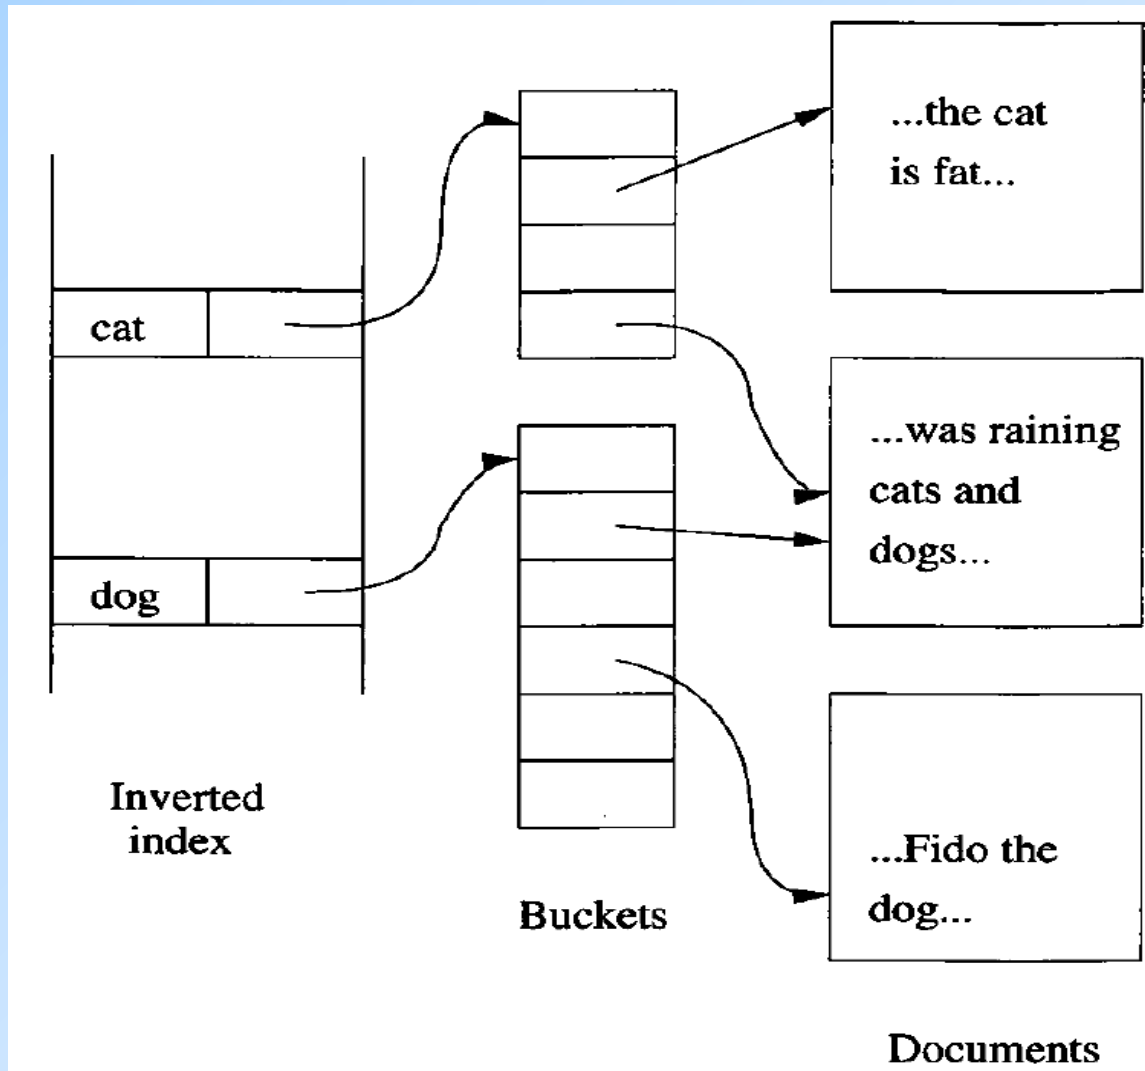 cat
dog
Inverted
index
Buckets
...the cat
is fat...
...was raining
cats and
dogs...
...Fido the
dog...
Documents